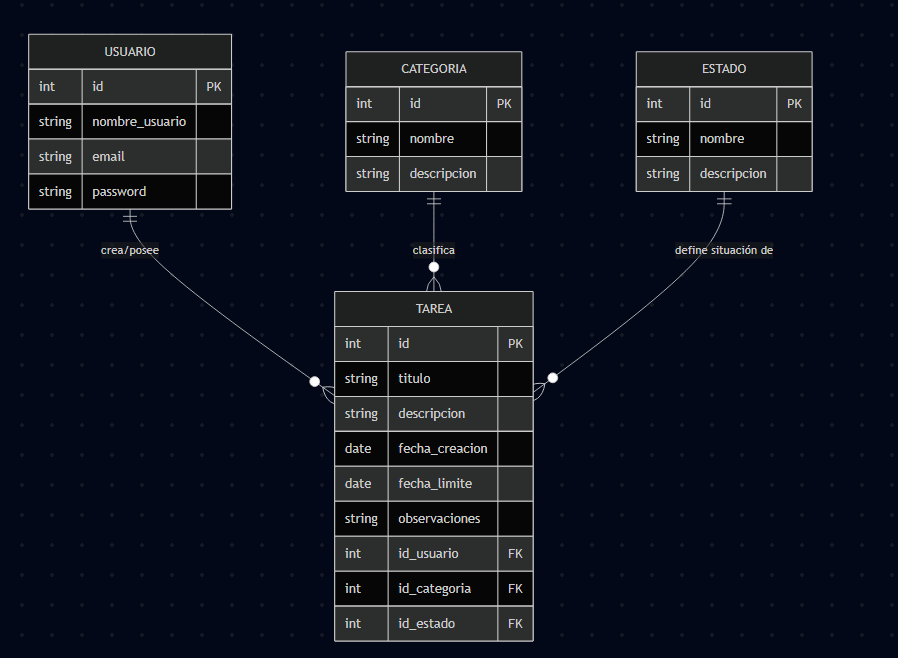 USUARIO
int id PK
string nombre_usuario
string email
string password
CATEGORIA
int id PK
string nombre
string descripcion
ESTADO
int id PK
string nombre
string descripcion
crea/posee
clasifica
define situación de
TAREA
int id PK
string titulo
string descripcion
date fecha_creacion
date fecha_limite
string observaciones
int id_usuario FK
int id_categoria FK
int id_estado FK